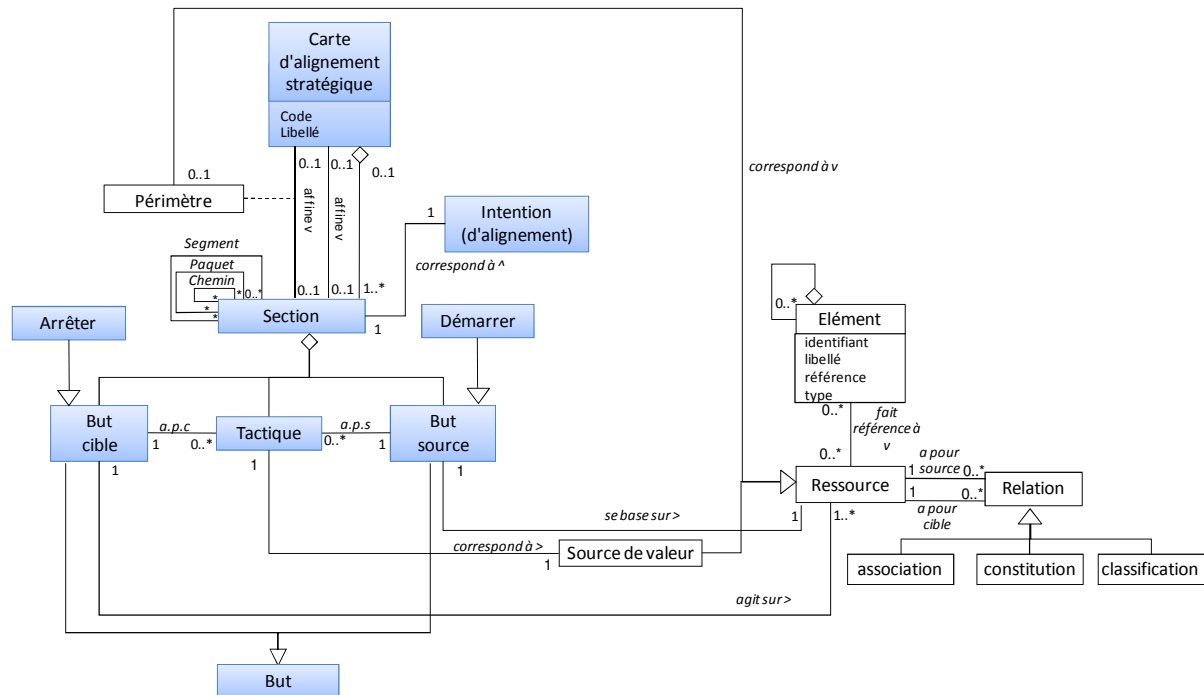 Carte
d'alignement
stratégique
Code
Libellé
0..1
0..1
0..1
0..1
correspond à v
Périmètre
affine v
affine v
1
Intention
(d'alignement)
Segment
Paquet
Chemin
*
*
0..*
*
*
*
0..1
0..1
1..*
correspond à ^
Section
1
Arrêter
Démarrer
0..*
Elément
identifiant
libellé
référence
type
But
cible
a.p.c
1
0..*
Tactique
a.p.s
0..*
1
But
source
1
1
1
0..*
fait
référence à
v
0..*
Ressource
1
a pour
source
0..*
1
a pour
cible
0..*
Relation
se base sur >
1
1..*
correspond à >
1
Source de valeur
association
constitution
classification
agit sur >
But